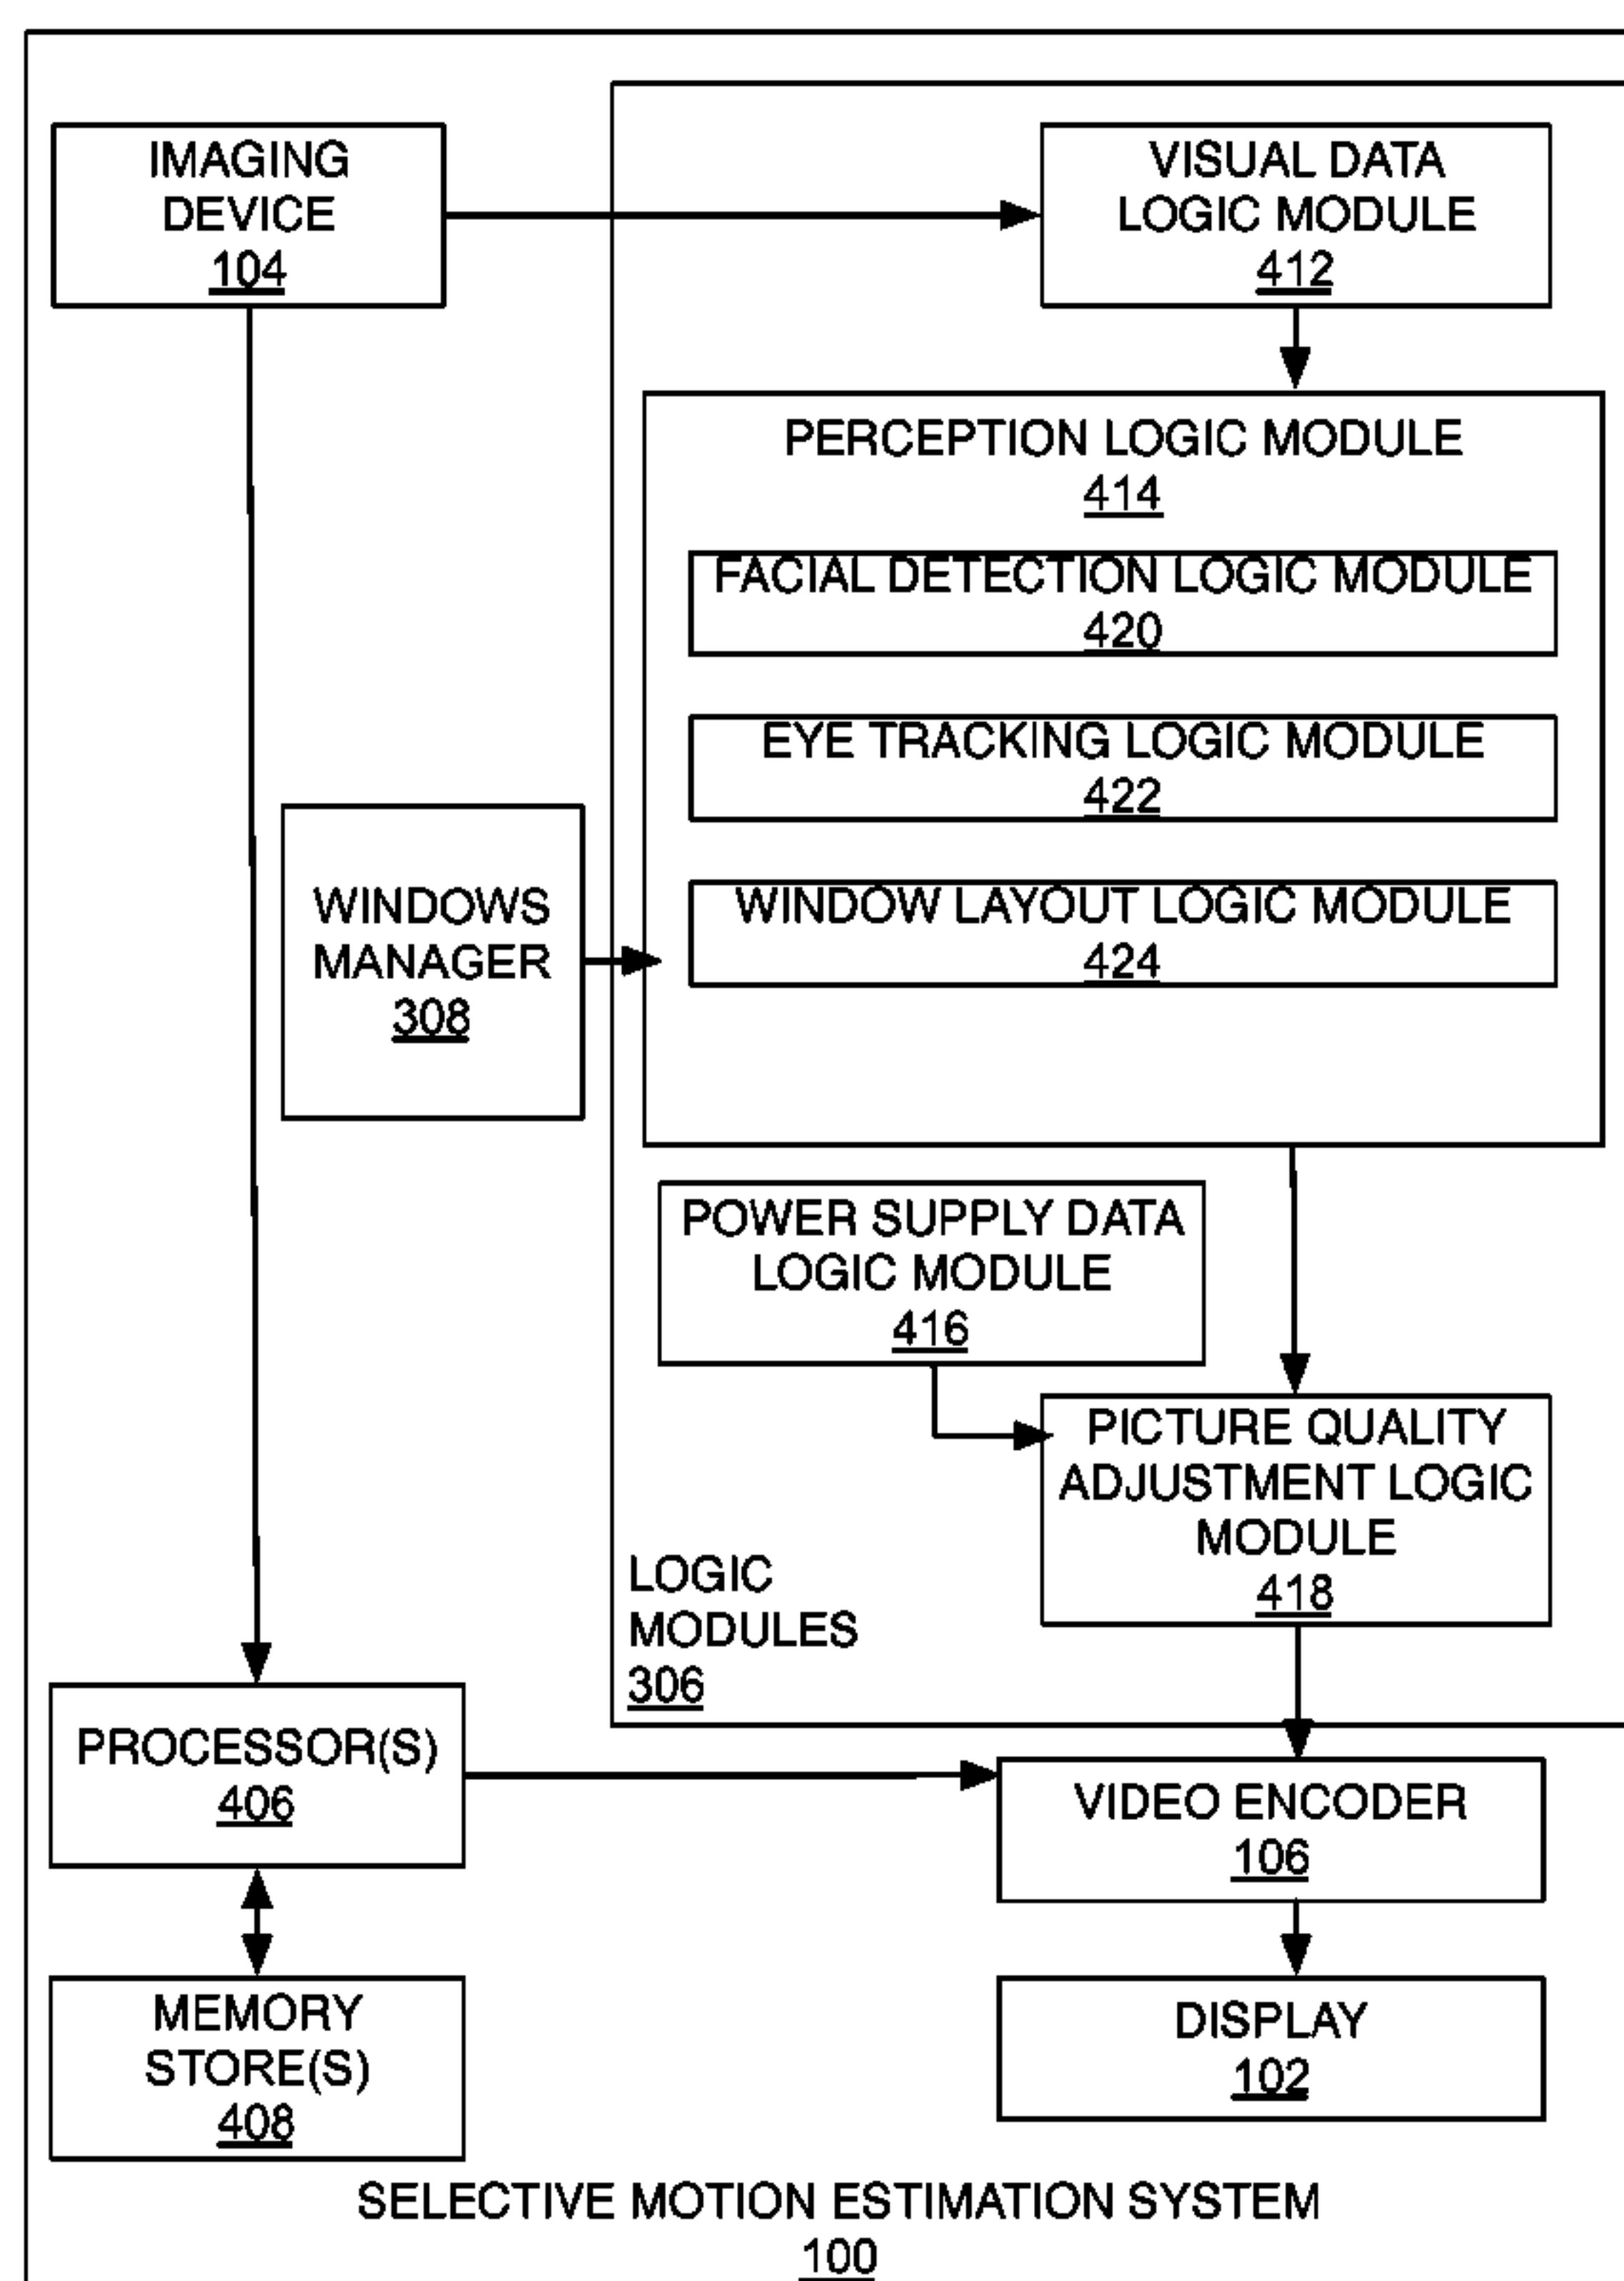 IMAGING
DEVICE
104
VISUAL DATA
LOGIC MODULE
412
PERCEPTION LOGIC MODULE
414
FACIAL DETECTION LOGIC MODULE
420
EYE TRACKING LOGIC MODULE
422
WINDOW LAYOUT LOGIC MODULE
424
WINDOWS
MANAGER
308
POWER SUPPLY DATA
LOGIC MODULE
416
PICTURE QUALITY
ADJUSTMENT LOGIC
MODULE
418
LOGIC
MODULES
306
PROCESSOR(S)
406
VIDEO ENCODER
106
MEMORY
STORE(S)
408
DISPLAY
102
SELECTIVE MOTION ESTIMATION SYSTEM
100